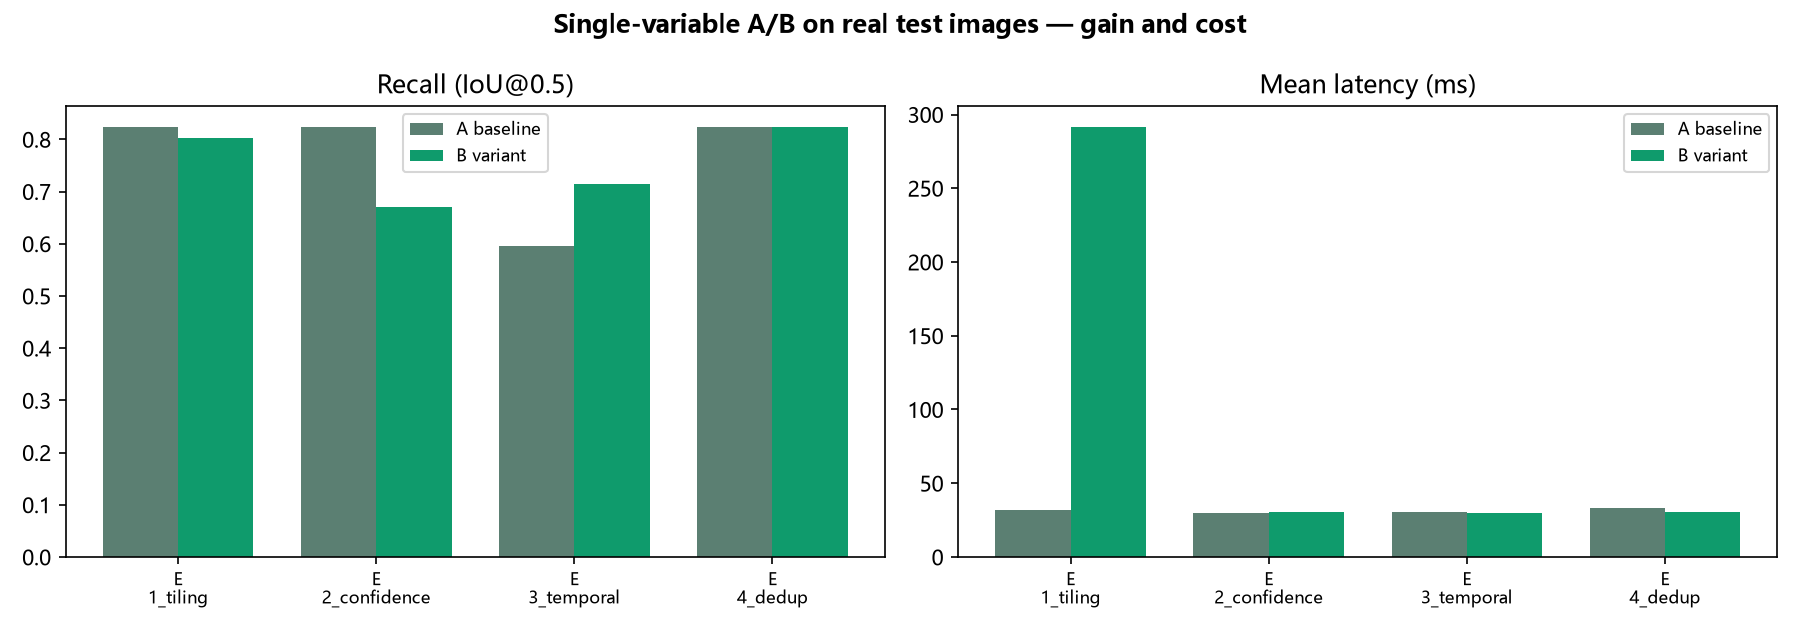 Single-variable A/B on real test images — gain and cost
Recall (IoU@0.5)
A baseline
B variant
0.8
0.7
0.6
0.5
0.4
0.3
0.2
0.1
0.0
E
1_tiling
E
2_confidence
E
3_temporal
E
4_dedup
Mean latency (ms)
A baseline
B variant
300
250
200
150
100
50
0
E
1_tiling
E
2_confidence
E
3_temporal
E
4_dedup